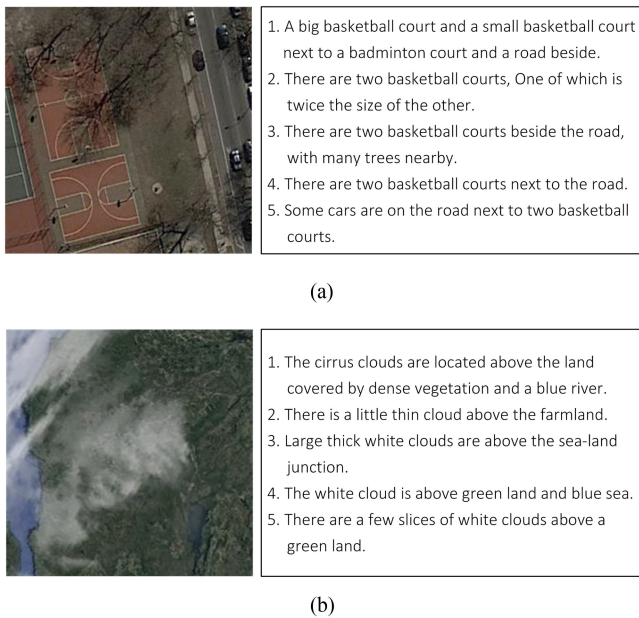 1. A big basketball court and a small basketball court
next to a badminton court and a road beside.
2. There are two basketball courts, One of which is
twice the size of the other.
3. There are two basketball courts beside the road,
with many trees nearby.
4. There are two basketball courts next to the road.
5. Some cars are on the road next to two basketball
courts.
(a)
1. The cirrus clouds are located above the land
covered by dense vegetation and a blue river.
2. There is a little thin cloud above the farmland.
3. Large thick white clouds are above the sea-land
junction.
4. The white cloud is above green land and blue sea.
5. There are a few slices of white clouds above a
green land.
(b)